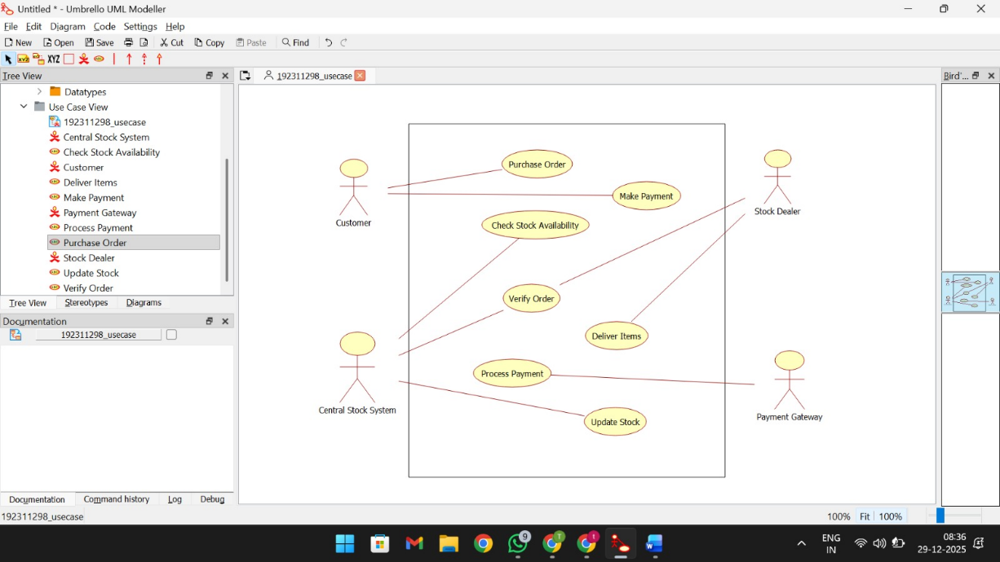 Untitled * - Umbrello UML Modeller
File Edit Diagram Code Settings Help
New Open Save Cut Copy Paste Find
XYZ
Tree View
192311298_usecase
Bird'...
Datatypes
Use Case View
192311298_usecase
Central Stock System
Check Stock Availability
Customer
Deliver Items
Make Payment
Payment Gateway
Process Payment
Purchase Order
Stock Dealer
Update Stock
Verify Order
Tree View Stereotypes Diagrams
Documentation
192311298_usecase
Documentation Command history Log Debug
192311298_usecase
Purchase Order
Make Payment
Customer
Stock Dealer
Check Stock Availability
Verify Order
Deliver Items
Process Payment
Central Stock System
Payment Gateway
Update Stock
100% Fit 100%
9
T
t
ENG
IN
08:36
29-12-2025